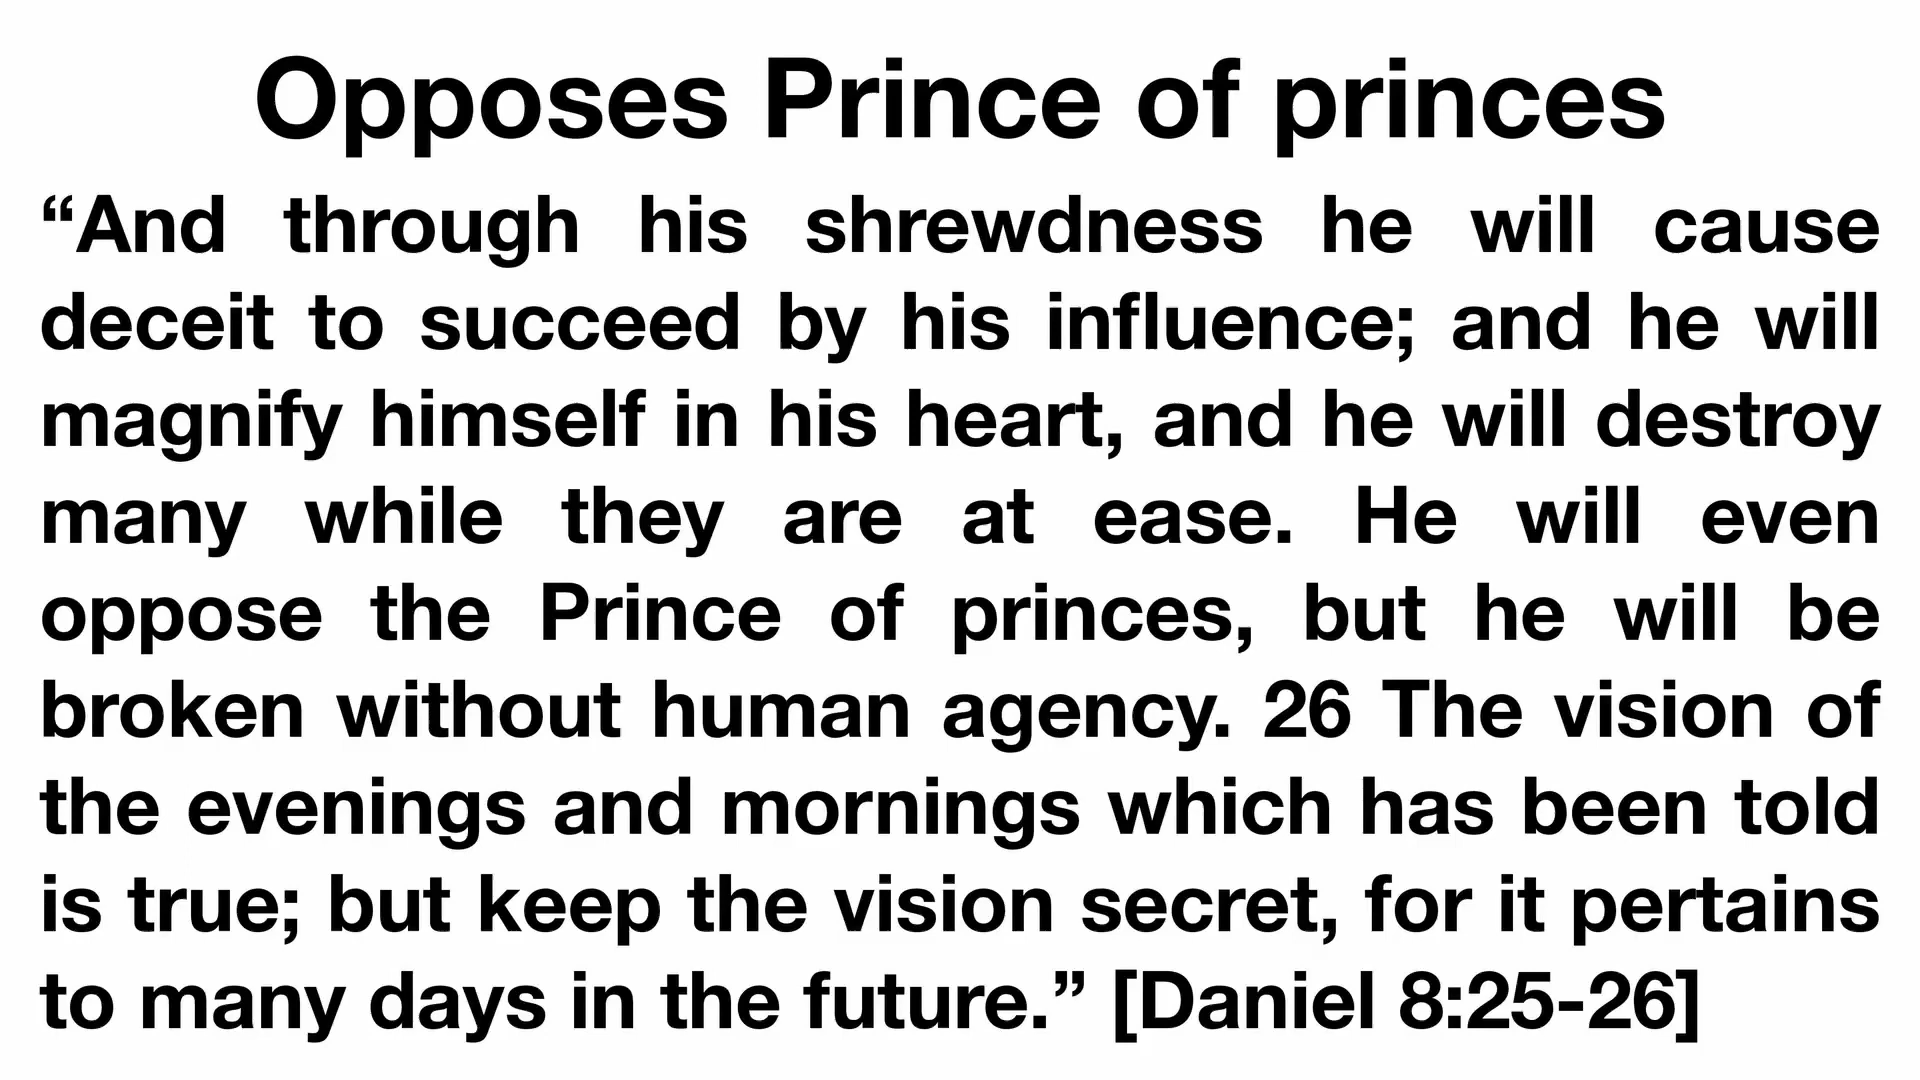 Opposes Prince of princes
“And through his shrewdness he will cause
deceit to succeed by his influence; and he will
magnify himself in his heart, and he will destroy
many while they are at ease. He will even
oppose the Prince of princes, but he will be
broken without human agency. 26 The vision of
the evenings and mornings which has been told
is true; but keep the vision secret, for it pertains
to many days in the future.” [Daniel 8:25-26]